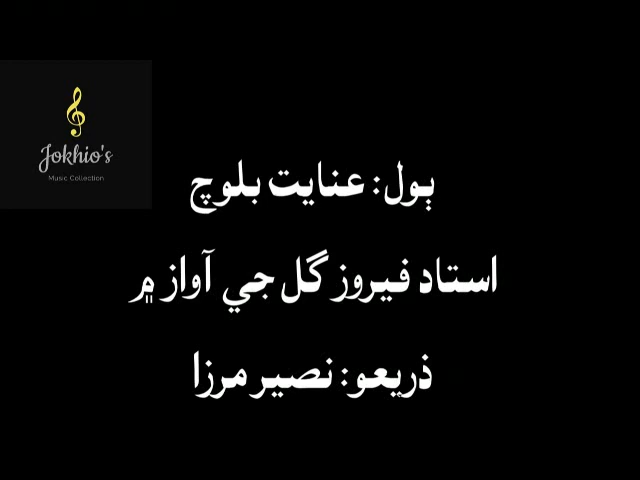 Jokhio's
Music Collection
ٻول: عنايت بلوچ
استاد فيروز گل جي آواز ۾
ذريعو: نصير مرزا